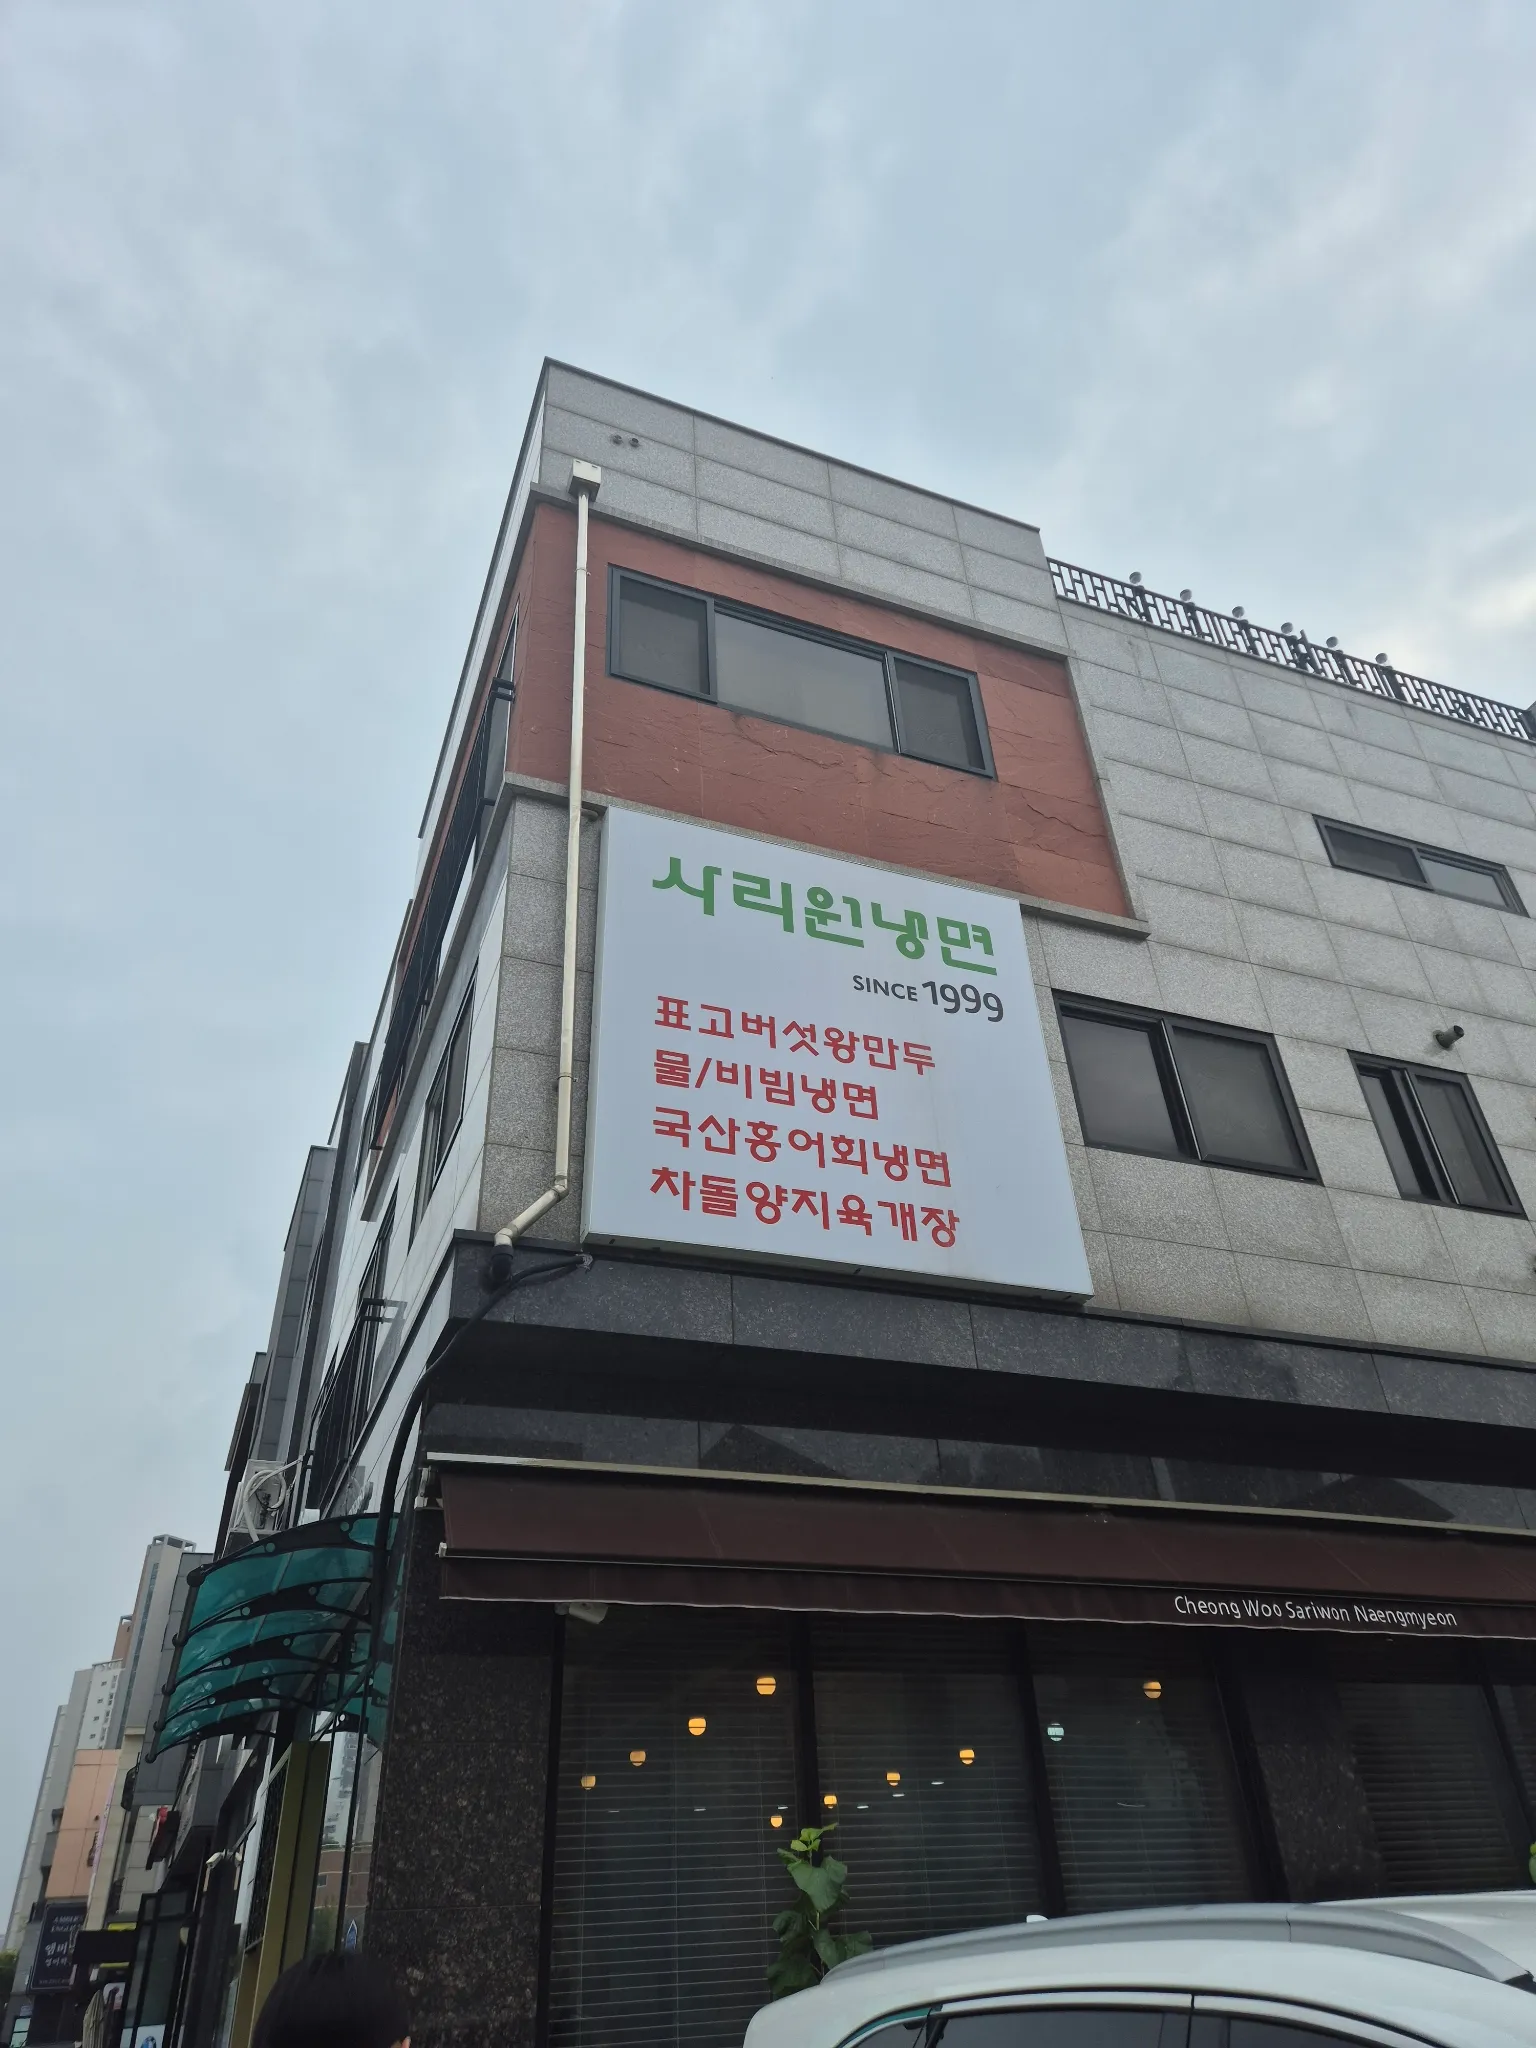 사리원냉면
SINCE 1999
표고버섯왕만두
물/비빔냉면
국산홍어회냉면
차돌양지육개장
Cheong Woo Sariwon Naengmyeon